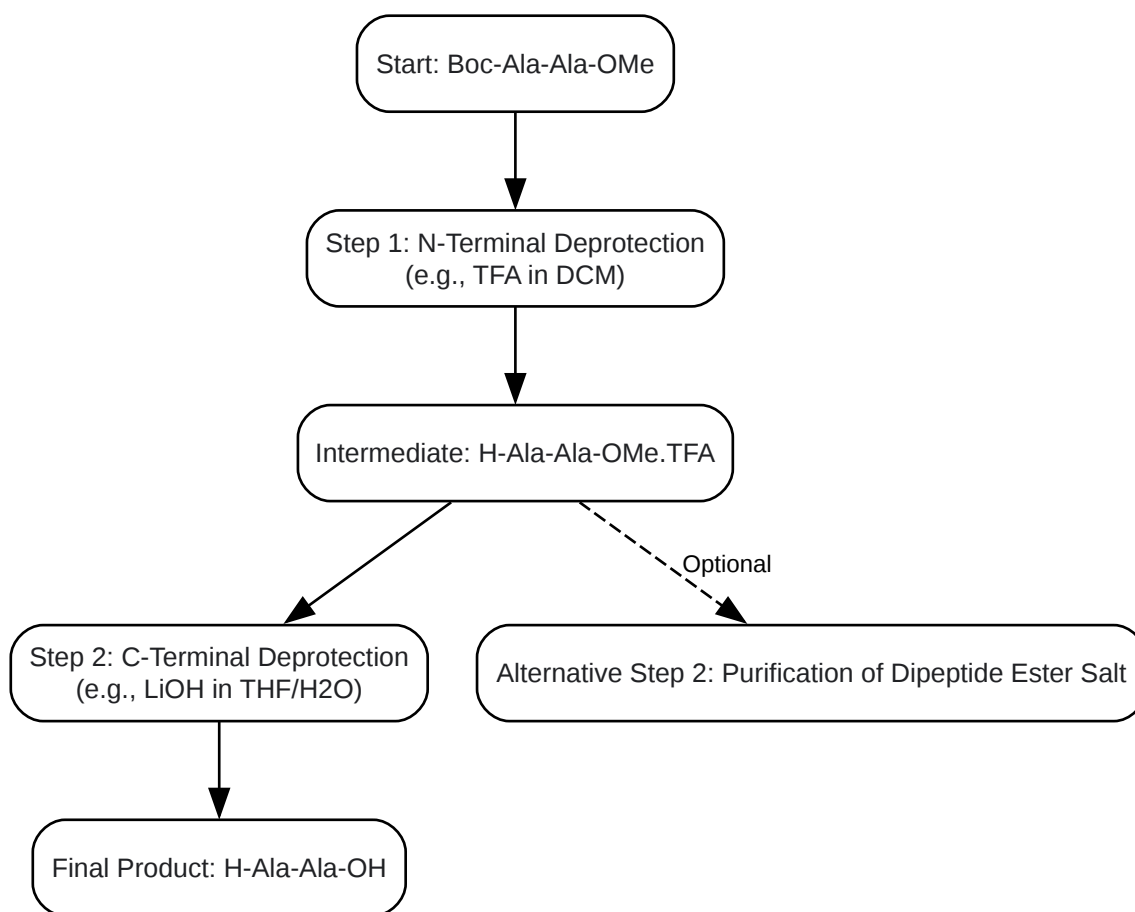 Start: Boc-Ala-Ala-OMe
Step 1: N-Terminal Deprotection
(e.g., TFA in DCM)
Intermediate: H-Ala-Ala-OMe.TFA
Optional
Step 2: C-Terminal Deprotection
(e.g., LiOH in THF/H2O)
Alternative Step 2: Purification of Dipeptide Ester Salt
Final Product: H-Ala-Ala-OH